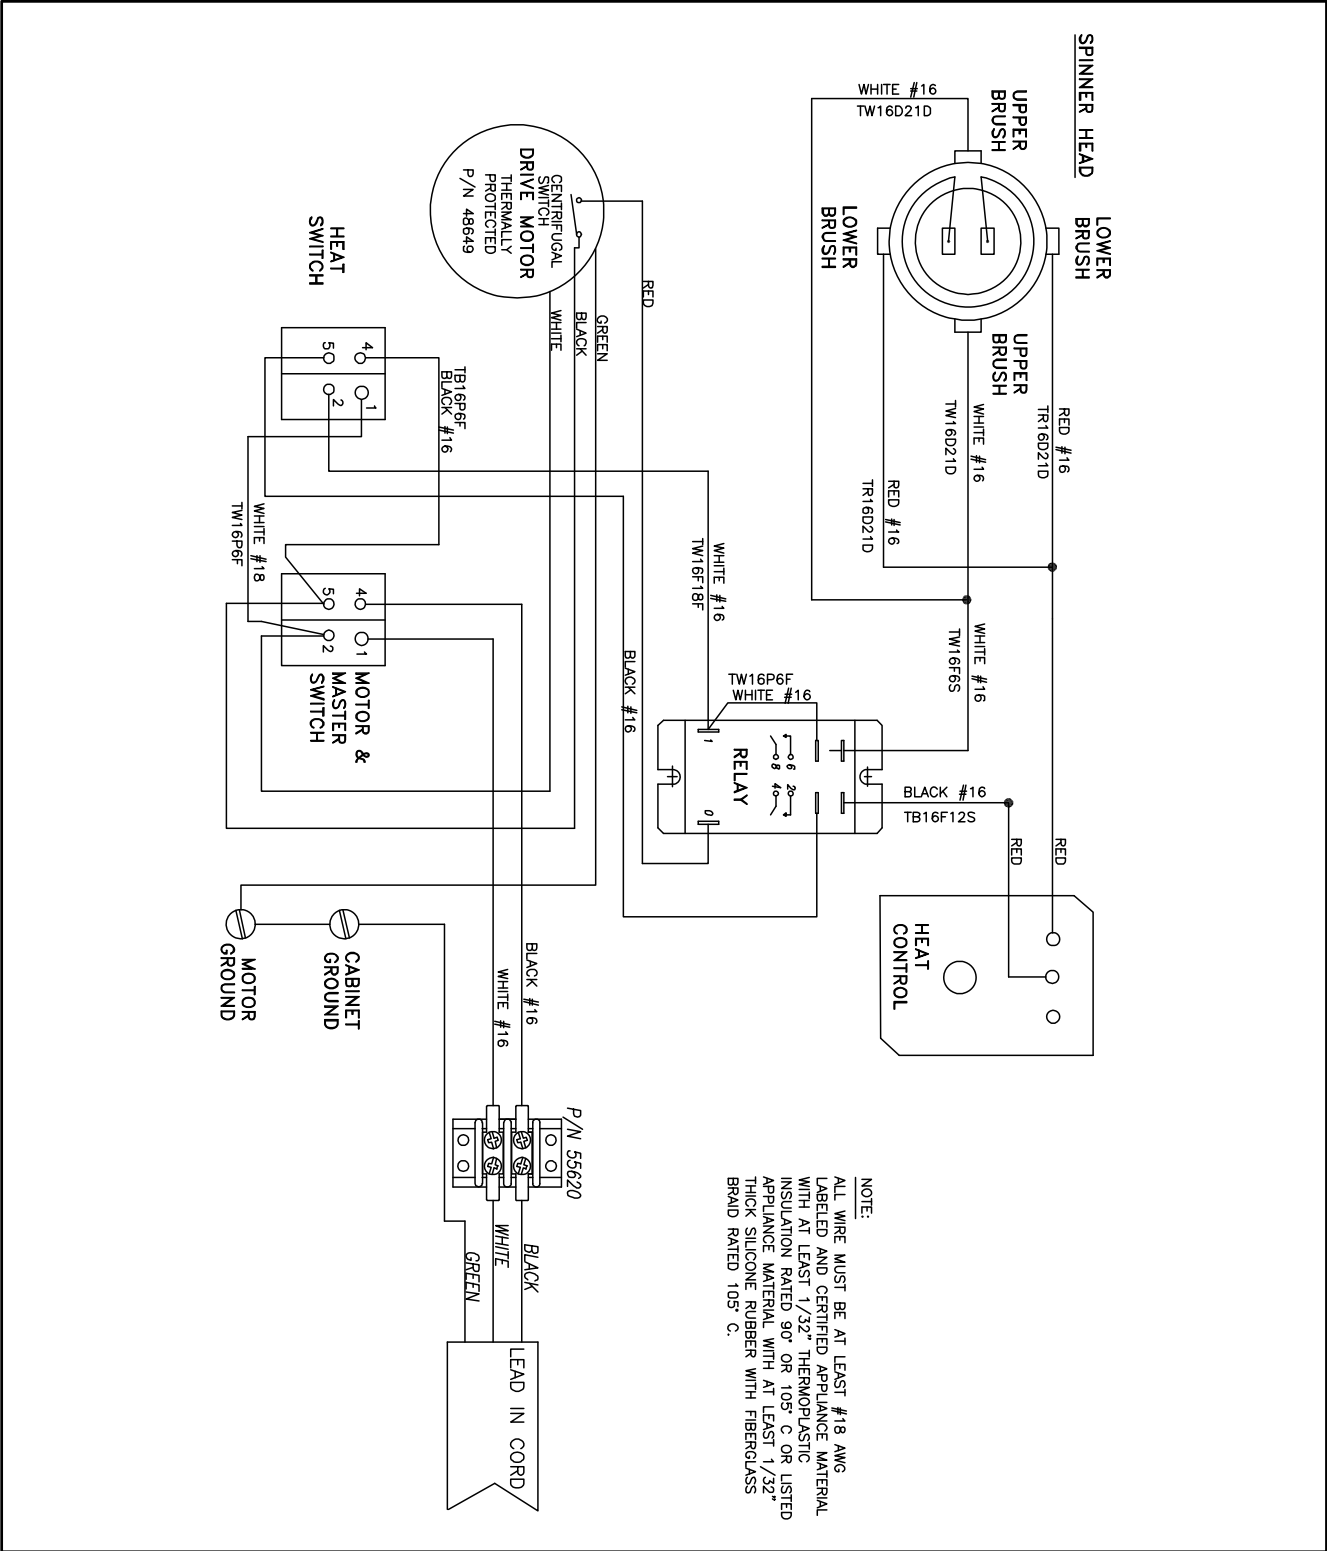 SPINNER HEAD
UPPER
BRUSH
WHITE #16
TW16D21D
LOWER
BRUSH
LOWER
BRUSH
UPPER
BRUSH
RED #16
TR16D21D
WHITE #16
TW16D21D
RED #16
TR16D21D
WHITE #16
TW16F6S
CENTRIFUGAL
SWITCH
DRIVE MOTOR
THERMALLY
PROTECTED
P/N 48649
RED
GREEN
BLACK
WHITE
HEAT
SWITCH
4
5
1
2
TB16P6F
BLACK #16
WHITE #18
TW16P6F
WHITE #16
TW16F18F
BLACK #16
4
5
1
2
MOTOR &
MASTER
SWITCH
TW16P6F
WHITE #16
RELAY
1
0
6
8
2
4
BLACK #16
TB16F12S
RED
RED
HEAT
CONTROL
MOTOR
GROUND
CABINET
GROUND
BLACK #16
WHITE #16
P/N 55620
BLACK
WHITE
GREEN
LEAD IN CORD
NOTE:
ALL WIRE MUST BE AT LEAST #18 AWG
LABELED AND CERTIFIED APPLIANCE MATERIAL
WITH AT LEAST 1/32" THERMOPLASTIC
INSULATION RATED 90° OR 105° C OR LISTED
APPLIANCE MATERIAL WITH AT LEAST 1/32"
THICK SILICONE RUBBER WITH FIBERGLASS
BRAID RATED 105° C.